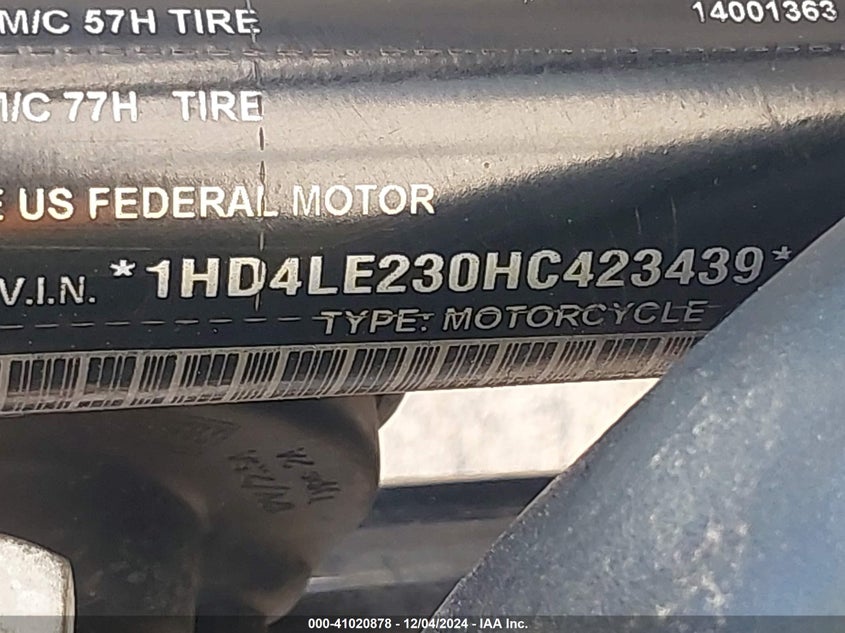 M/C 57H TIRE
14001363
M/C 77H TIRE
US FEDERAL MOTOR
V.I.N. *1HD4LE230HC423439*
TYPE: MOTORCYCLE
000-41020878 - 12/04/2024 - IAA Inc.